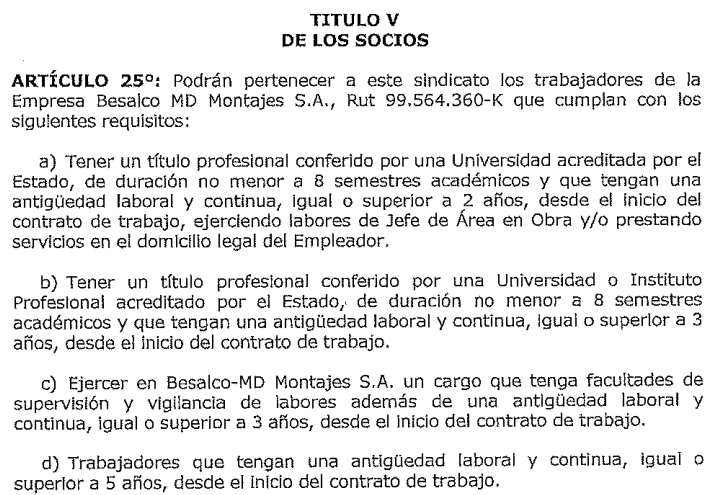 TITULO V
DE LOS SOCIOS
ARTÍCULO 25º: Podrán pertenecer a este sindicato los trabajadores de la
Empresa Besalco MD Montajes S.A., Rut 99.564.360-K que cumplan con los
siguientes requisitos:
a) Tener un título profesional conferido por una Universidad acreditada por el
Estado, de duración no menor a 8 semestres académicos y que tengan una
antigüedad laboral y continua, igual o superior a 2 años, desde el inicio del
contrato de trabajo, ejerciendo labores de Jefe de Área en Obra y/o prestando
servicios en el domicilio legal del Empleador.
b) Tener un título profesional conferido por una Universidad o Instituto
Profesional acreditado por el Estado, de duración no menor a 8 semestres
académicos y que tengan una antigüedad laboral y continua, igual o superior a 3
años, desde el inicio del contrato de trabajo.
c) Ejercer en Besalco-MD Montajes S.A. un cargo que tenga facultades de
supervisión y vigilancia de labores además de una antigüedad laboral y
continua, igual o superior a 3 años, desde el inicio del contrato de trabajo.
d) Trabajadores que tengan una antigüedad laboral y continua, igual o
superior a 5 años, desde el inicio del contrato de trabajo.